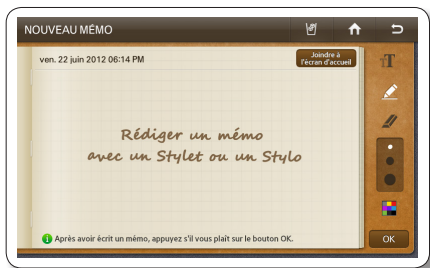 NOUVEAU MÉMO
ven. 22 juin 2012 06:14 PM
Joindre à
l'écran d'accueil
T
Rédiger un mémo
avec un Stylet ou un Stylo
i Après avoir écrit un mémo, appuyez s'il vous plaît sur le bouton OK.
OK